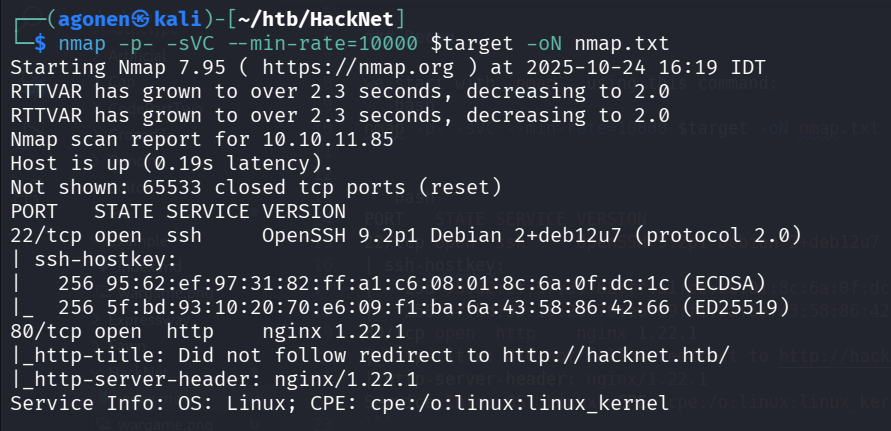 ┌──(agonen㉿kali)-[~/htb/HackNet]
└─$ nmap -p- -sVC --min-rate=10000 $target -oN nmap.txt
Starting Nmap 7.95 ( https://nmap.org ) at 2025-10-24 16:19 IDT
RTTVAR has grown to over 2.3 seconds, decreasing to 2.0
RTTVAR has grown to over 2.3 seconds, decreasing to 2.0
Nmap scan report for 10.10.11.85
Host is up (0.19s latency).
Not shown: 65533 closed tcp ports (reset)
PORT   STATE SERVICE VERSION
22/tcp open  ssh     OpenSSH 9.2p1 Debian 2+deb12u7 (protocol 2.0)
| ssh-hostkey:
|   256 95:62:ef:97:31:82:ff:a1:c6:08:01:8c:6a:0f:dc:1c (ECDSA)
|_  256 5f:bd:93:10:20:70:e6:09:f1:ba:6a:43:58:86:42:66 (ED25519)
80/tcp open  http    nginx 1.22.1
|_http-title: Did not follow redirect to http://hacknet.htb/
|_http-server-header: nginx/1.22.1
Service Info: OS: Linux; CPE: cpe:/o:linux:linux_kernel